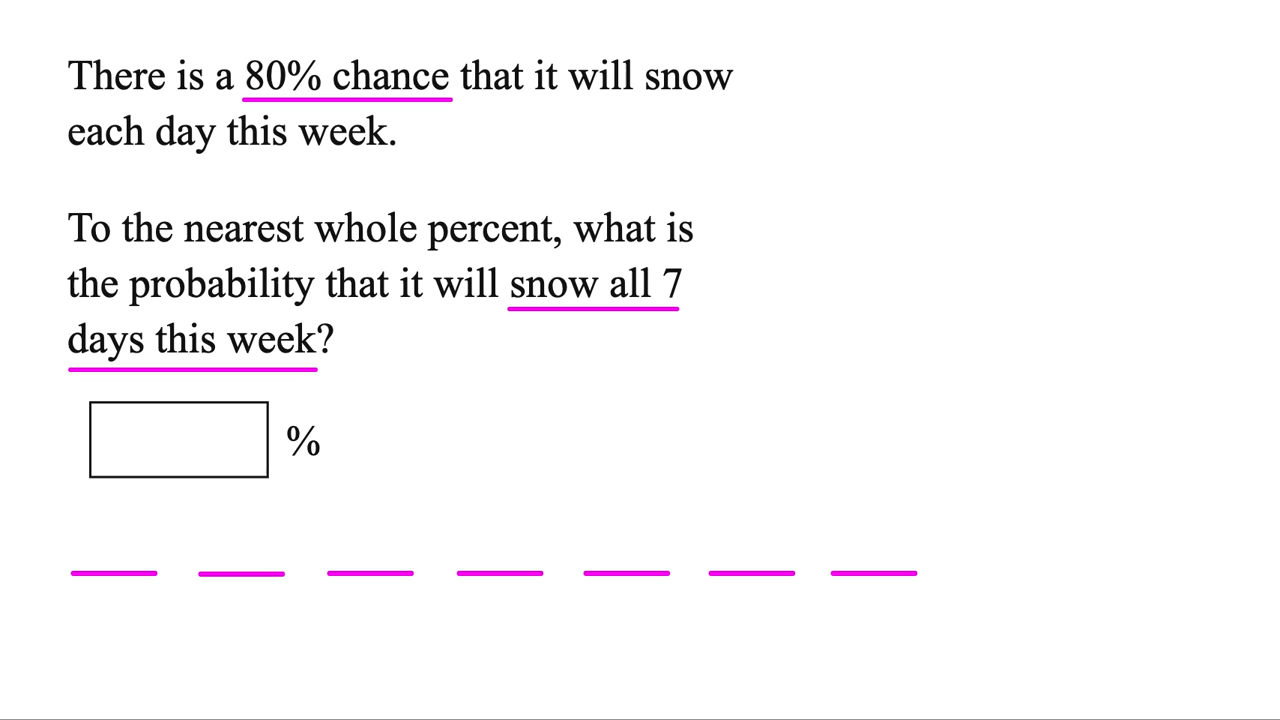 There is a 80% chance that it will snow
each day this week.
To the nearest whole percent, what is
the probability that it will snow all 7
days this week?
%